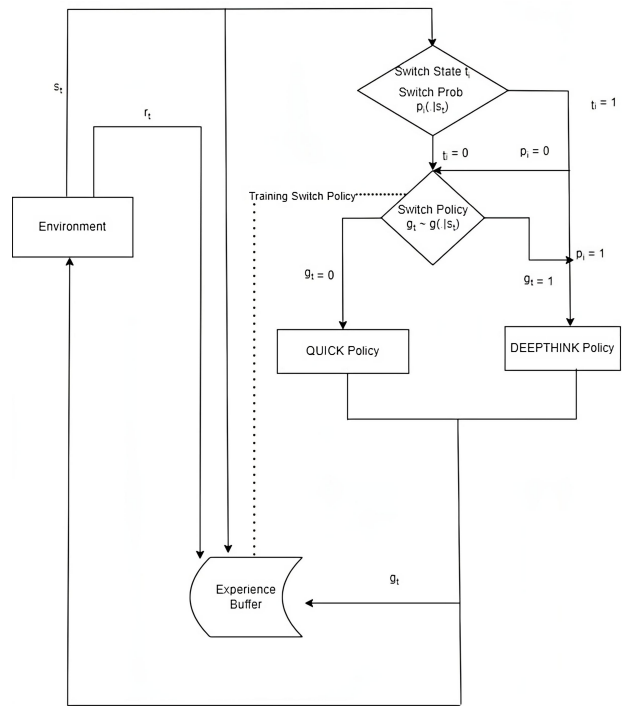 Switch State tᵢ
Switch Prob
pᵢ(.|sₜ)
sₜ
tᵢ = 1
rₜ
tᵢ = 0
pᵢ = 0
Training Switch Policy
Switch Policy
gₜ ~ g(.|sₜ)
Environment
pᵢ = 1
gₜ = 0
gₜ = 1
QUICK Policy
DEEPTHINK Policy
gₜ
Experience
Buffer